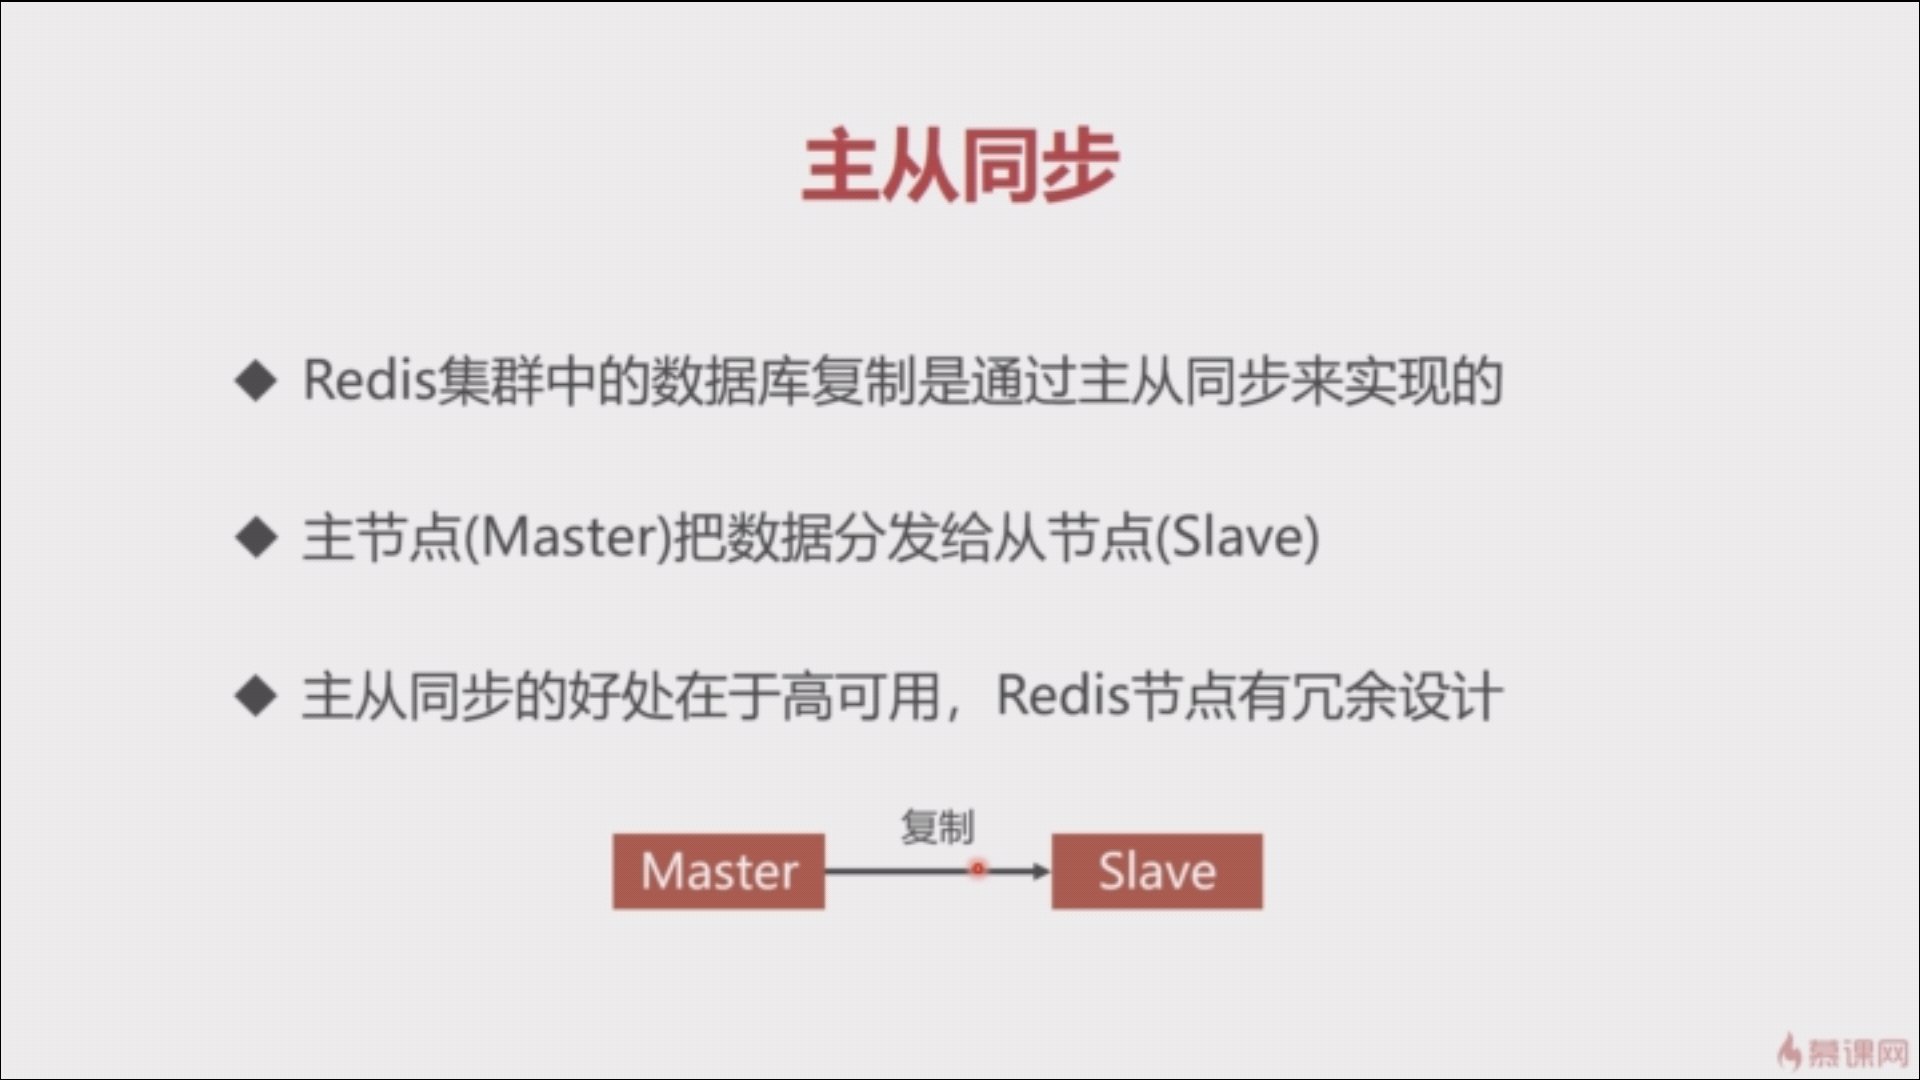 主从同步
Redis集群中的数据库复制是通过主从同步来实现的
主节点(Master)把数据分发给从节点(Slave)
主从同步的好处在于高可用，Redis节点有冗余设计
复制
Master
Slave
慕课网